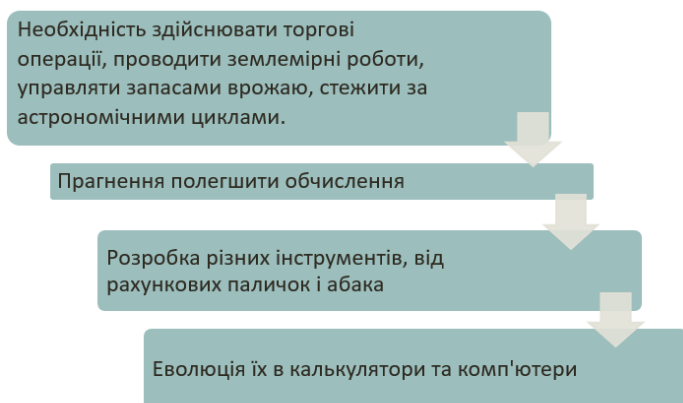 Необхідність здійснювати торгові
операції, проводити землемірні роботи,
управляти запасами врожаю, стежити за
астрономічними циклами.
Прагнення полегшити обчислення
Розробка різних інструментів, від
рахункових паличок і абака
Еволюція їх в калькулятори та комп'ютери